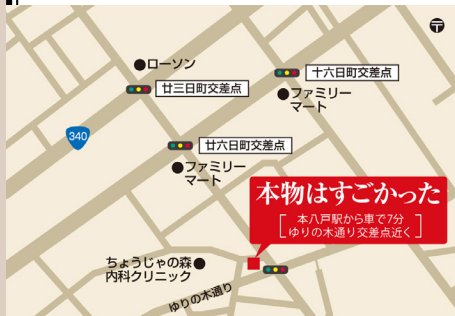 〒
ローソン
廿三日町交差点
十六日町交差点
ファミリー
マート
340
廿六日町交差点
ファミリー
マート
本物はすごかった
本八戸駅から車で7分
ゆりの木通り交差点近く
ちょうじゃの森
内科クリニック
ゆりの木通り